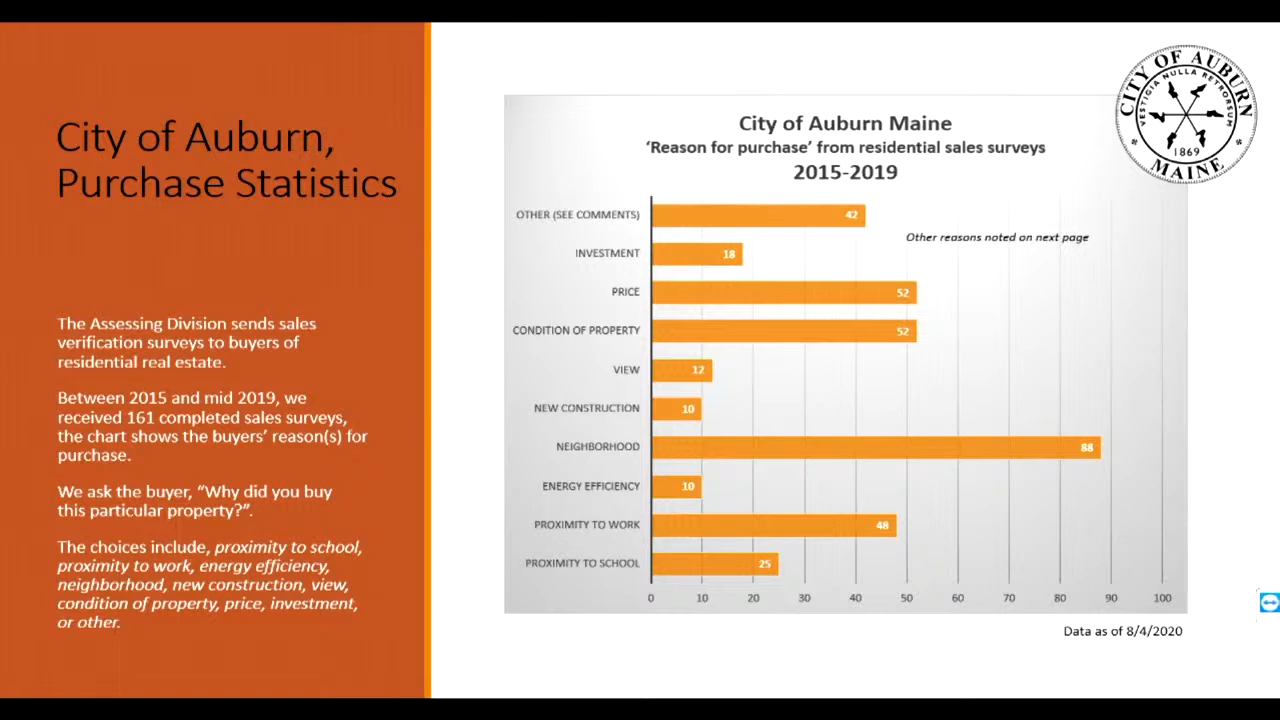 City of Auburn,
Purchase Statistics
The Assessing Division sends sales
verification surveys to buyers of
residential real estate.
Between 2015 and mid 2019, we
received 161 completed sales surveys,
the chart shows the buyers’ reason(s) for
purchase.
We ask the buyer, “Why did you buy
this particular property?”.
The choices include, proximity to school,
proximity to work, energy efficiency,
neighborhood, new construction, view,
condition of property, price, investment,
or other.
City of Auburn Maine
‘Reason for purchase’ from residential sales surveys
2015-2019
OTHER (SEE COMMENTS) 42
Other reasons noted on next page
INVESTMENT 18
PRICE 52
CONDITION OF PROPERTY 52
VIEW 12
NEW CONSTRUCTION 10
NEIGHBORHOOD 88
ENERGY EFFICIENCY 10
PROXIMITY TO WORK 48
PROXIMITY TO SCHOOL 25
0 10 20 30 40 50 60 70 80 90 100
Data as of 8/4/2020
CITY OF AUBURN
VESTIGIA NULLA RETRORSUM
1869
MAINE